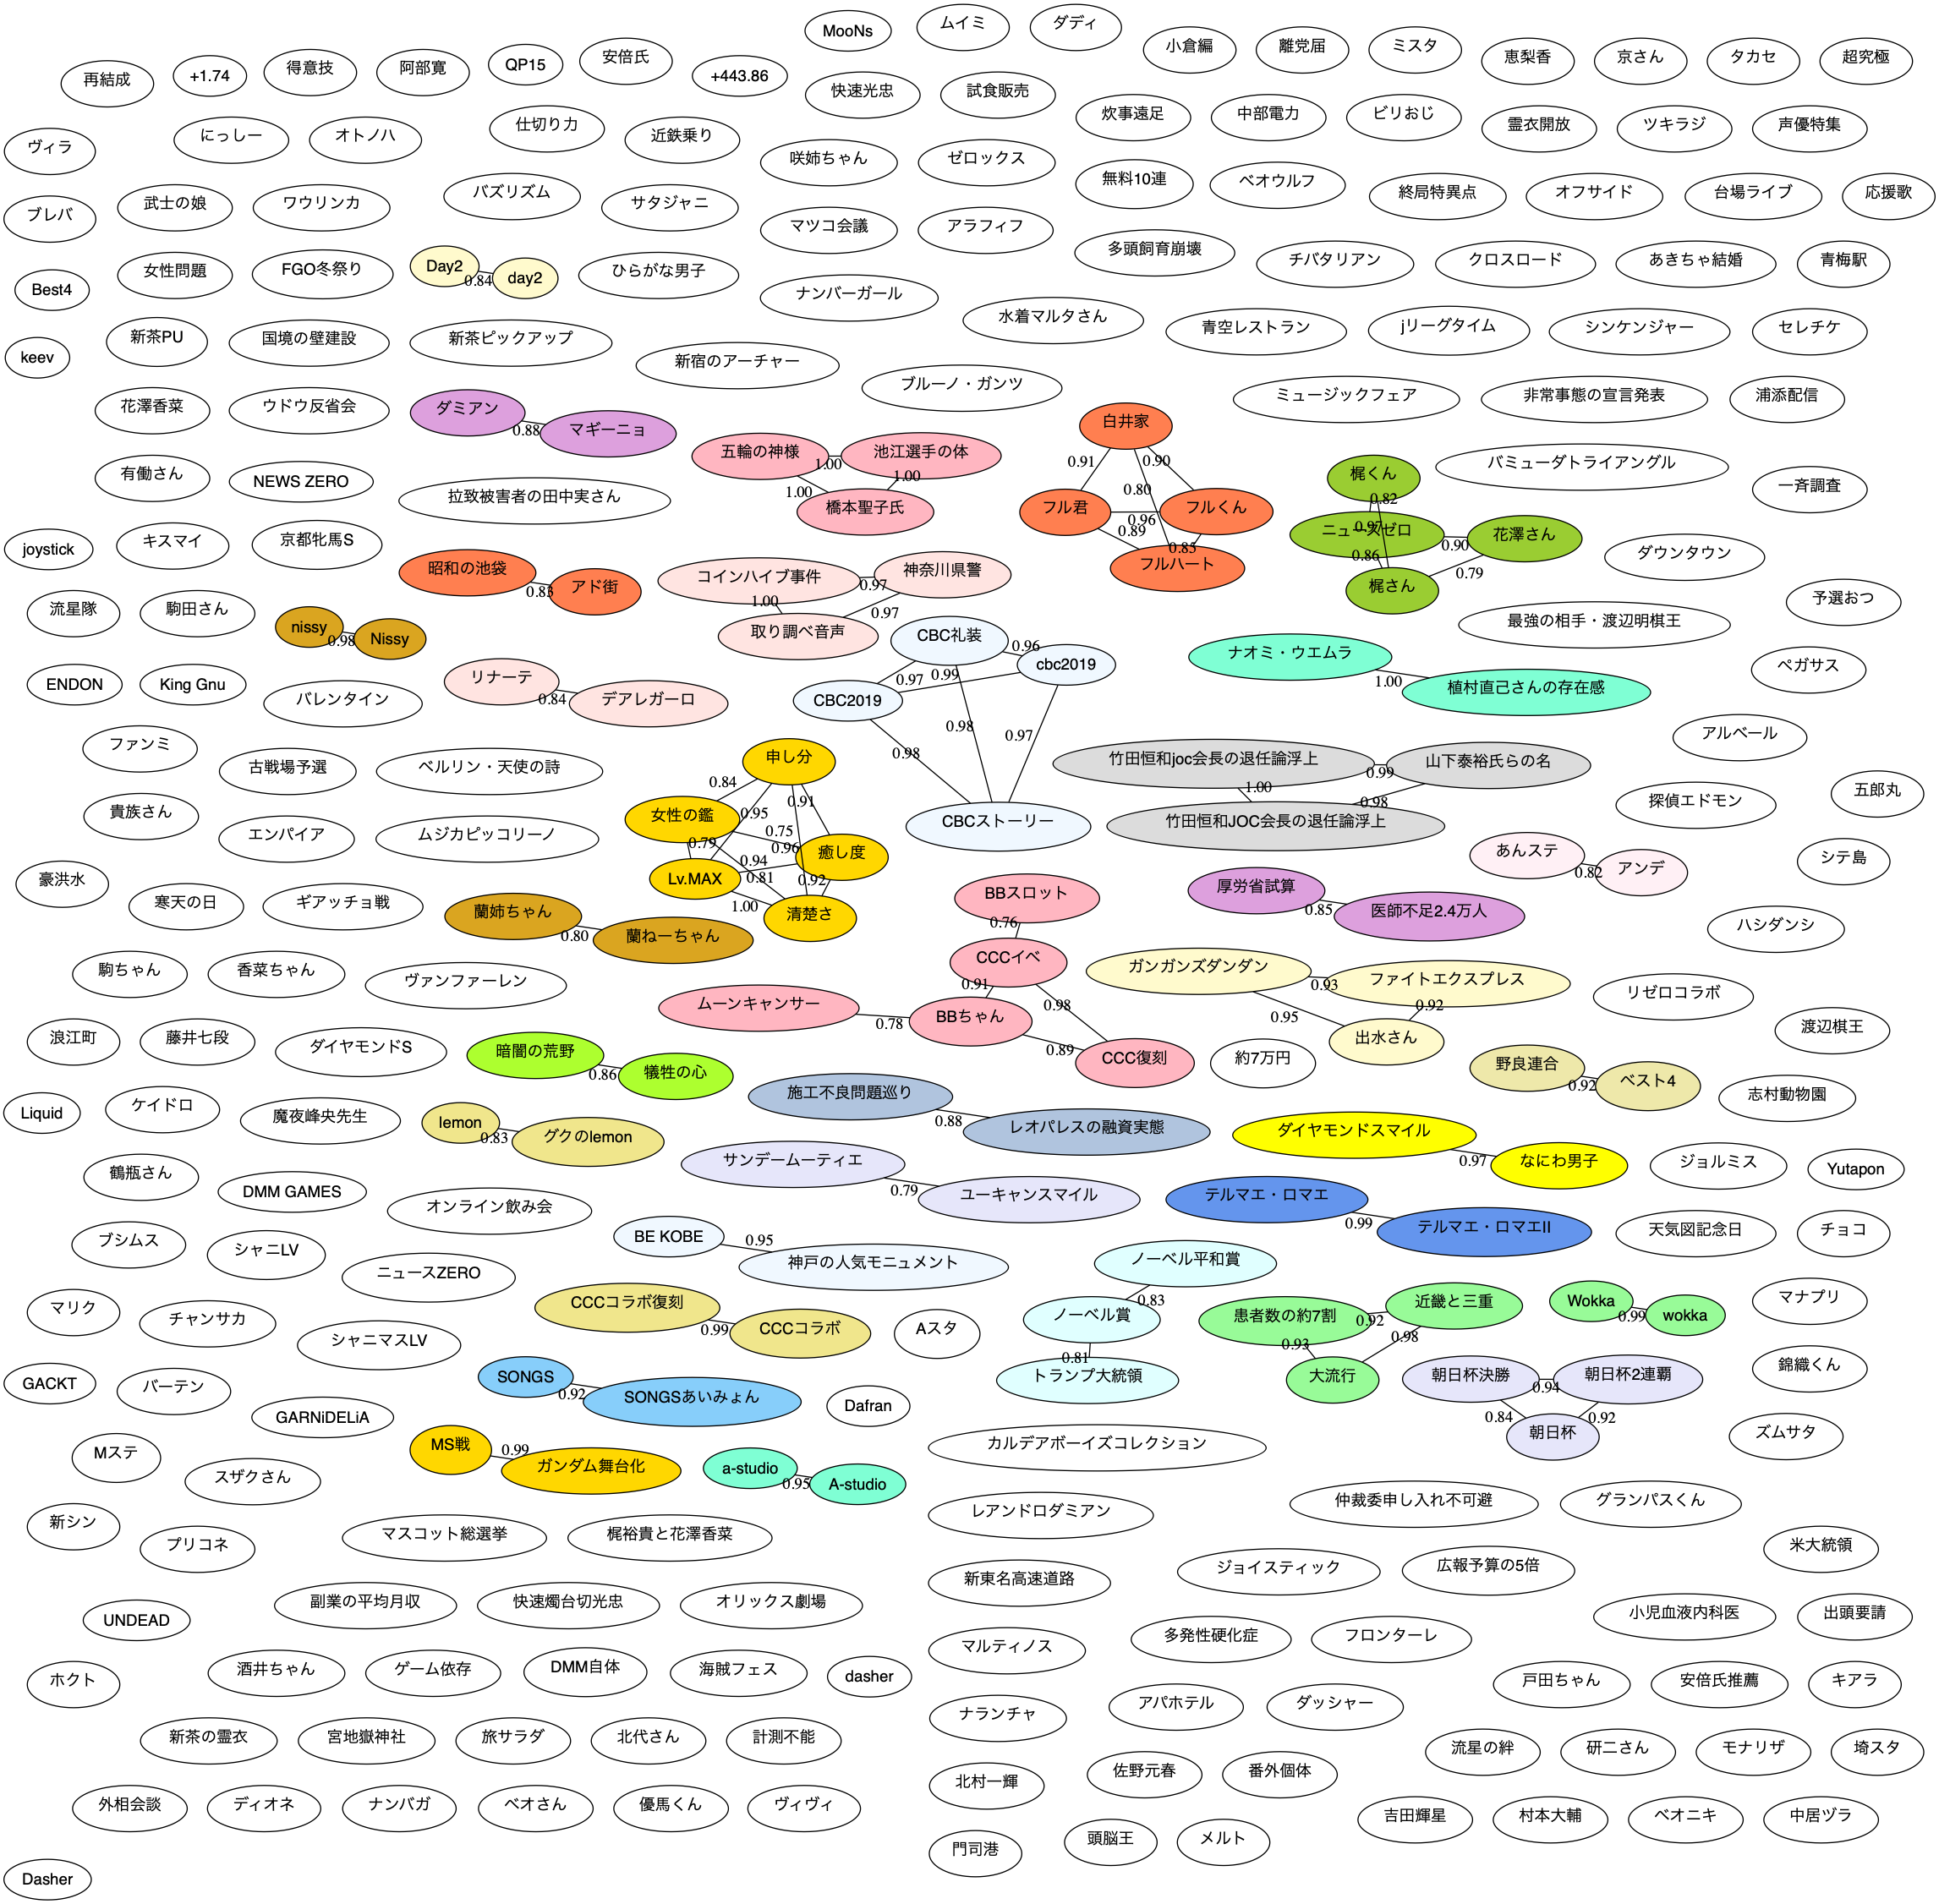 MooNs
ムイミ
ダディ
小倉編
離党届
ミスタ
恵梨香
京さん
タカセ
超究極
再結成
+1.74
得意技
阿部寛
QP15
安倍氏
+443.86
快速光忠
試食販売
炊事遠足
中部電力
ビリおじ
霊衣開放
ツキラジ
声優特集
ヴィラ
にっしー
オトノハ
仕切り力
近鉄乗り
咲姉ちゃん
ゼロックス
無料10連
ベオウルフ
終局特異点
オフサイド
台場ライブ
応援歌
ブレバ
武士の娘
ワウリンカ
バズリズム
サタジャニ
マツコ会議
アラフィフ
多頭飼育崩壊
チバタリアン
クロスロード
あきちゃ結婚
青梅駅
Best4
女性問題
FGO冬祭り
Day2
0.84
day2
ひらがな男子
ナンバーガール
水着マルタさん
青空レストラン
jリーグタイム
シンケンジャー
セレチケ
keev
新茶PU
国境の壁建設
新茶ピックアップ
新宿のアーチャー
ブルーノ・ガンツ
ミュージックフェア
非常事態の宣言発表
浦添配信
花澤香菜
ウドウ反省会
ダミアン
0.88
マギーニョ
五輪の神様
1.00
池江選手の体
1.00
1.00
橋本聖子氏
白井家
0.91
0.90
0.80
フル君
0.96
フルくん
0.89
0.85
フルハート
梶くん
0.82
ニュースゼロ
0.97
0.90
花澤さん
0.86
0.79
梶さん
バミューダトライアングル
一斉調査
有働さん
NEWS ZERO
拉致被害者の田中実さん
joystick
キスマイ
京都牝馬S
昭和の池袋
0.83
アド街
コインハイブ事件
0.97
神奈川県警
1.00
0.97
取り調べ音声
ダウンタウン
予選おつ
流星隊
駒田さん
nissy
0.98
Nissy
CBC礼装
0.96
cbc2019
0.97
0.99
CBC2019
0.98
0.97
0.98
CBCストーリー
最強の相手・渡辺明棋王
ナオミ・ウエムラ
1.00
植村直己さんの存在感
ペガサス
ENDON
King Gnu
バレンタイン
リナーテ
0.84
デアレガーロ
アルベール
ファンミ
古戦場予選
ベルリン・天使の詩
申し分
0.84
0.91
0.95
女性の鑑
0.75
0.96
0.79
癒し度
0.94
0.81
0.92
Lv.MAX
1.00
清楚さ
竹田恒和joc会長の退任論浮上
0.99
山下泰裕氏らの名
1.00
0.98
竹田恒和JOC会長の退任論浮上
探偵エドモン
五郎丸
貴族さん
エンパイア
ムジカピッコリーノ
あんステ
0.82
アンデ
シテ島
豪洪水
寒天の日
ギアッチョ戦
蘭姉ちゃん
0.80
蘭ねーちゃん
BBスロット
0.76
CCCイベ
0.91
0.98
ムーンキャンサー
0.78
BBちゃん
0.89
CCC復刻
厚労省試算
0.85
医師不足2.4万人
ハシダンシ
駒ちゃん
香菜ちゃん
ヴァンファーレン
ガンガンズダンダン
0.93
ファイトエクスプレス
0.95
0.92
出水さん
リゼロコラボ
渡辺棋王
浪江町
藤井七段
ダイヤモンドS
暗闇の荒野
0.86
犠牲の心
約7万円
野良連合
0.92
ベスト4
志村動物園
Liquid
ケイドロ
魔夜峰央先生
lemon
0.83
グクのlemon
施工不良問題巡り
0.88
レオパレスの融資実態
ダイヤモンドスマイル
0.97
なにわ男子
ジョルミス
Yutapon
鶴瓶さん
DMM GAMES
オンライン飲み会
サンデームーティエ
0.79
ユーキャンスマイル
テルマエ・ロマエ
0.99
テルマエ・ロマエII
天気図記念日
チョコ
ブシムス
シャニLV
ニュースZERO
BE KOBE
0.95
神戸の人気モニュメント
ノーベル平和賞
0.83
ノーベル賞
0.81
トランプ大統領
患者数の約7割
0.92
近畿と三重
0.93
0.98
大流行
Wokka
0.99
wokka
マナプリ
マリク
チャンサカ
シャニマスLV
CCCコラボ復刻
0.99
CCCコラボ
Aスタ
朝日杯決勝
0.94
朝日杯2連覇
0.84
0.92
朝日杯
錦織くん
GACKT
バーテン
GARNiDELiA
SONGS
0.92
SONGSあいみょん
Dafran
カルデアボーイズコレクション
ズムサタ
Mステ
スザクさん
MS戦
0.99
ガンダム舞台化
a-studio
0.95
A-studio
レアンドロダミアン
仲裁委申し入れ不可避
グランパスくん
新シン
プリコネ
マスコット総選挙
梶裕貴と花澤香菜
新東名高速道路
ジョイスティック
広報予算の5倍
米大統領
UNDEAD
副業の平均月収
快速燭台切光忠
オリックス劇場
マルティノス
多発性硬化症
フロンターレ
小児血液内科医
出頭要請
ホクト
酒井ちゃん
ゲーム依存
DMM自体
海賊フェス
dasher
ナランチャ
アパホテル
ダッシャー
戸田ちゃん
安倍氏推薦
キアラ
新茶の霊衣
宮地嶽神社
旅サラダ
北代さん
計測不能
北村一輝
佐野元春
番外個体
流星の絆
研二さん
モナリザ
埼スタ
外相会談
ディオネ
ナンバガ
ベオさん
優馬くん
ヴィヴィ
門司港
頭脳王
メルト
吉田輝星
村本大輔
ベオニキ
中居ヅラ
Dasher